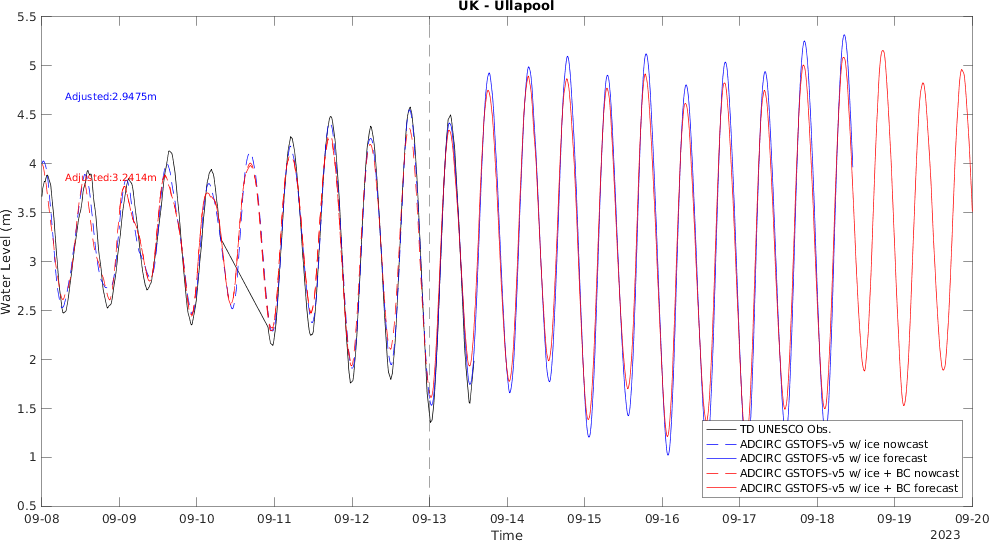 UK - Ullapool
5.5
5
4.5
4
3.5
3
2.5
2
1.5
1
0.5
Water Level (m)
Adjusted:2.9475m
Adjusted:3.2414m
TD UNESCO Obs.
ADCIRC GSTOFS-v5 w/ ice nowcast
ADCIRC GSTOFS-v5 w/ ice forecast
ADCIRC GSTOFS-v5 w/ ice + BC nowcast
ADCIRC GSTOFS-v5 w/ ice + BC forecast
09-08 09-09 09-10 09-11 09-12 09-13 09-14 09-15 09-16 09-17 09-18 09-19 09-20
Time
2023